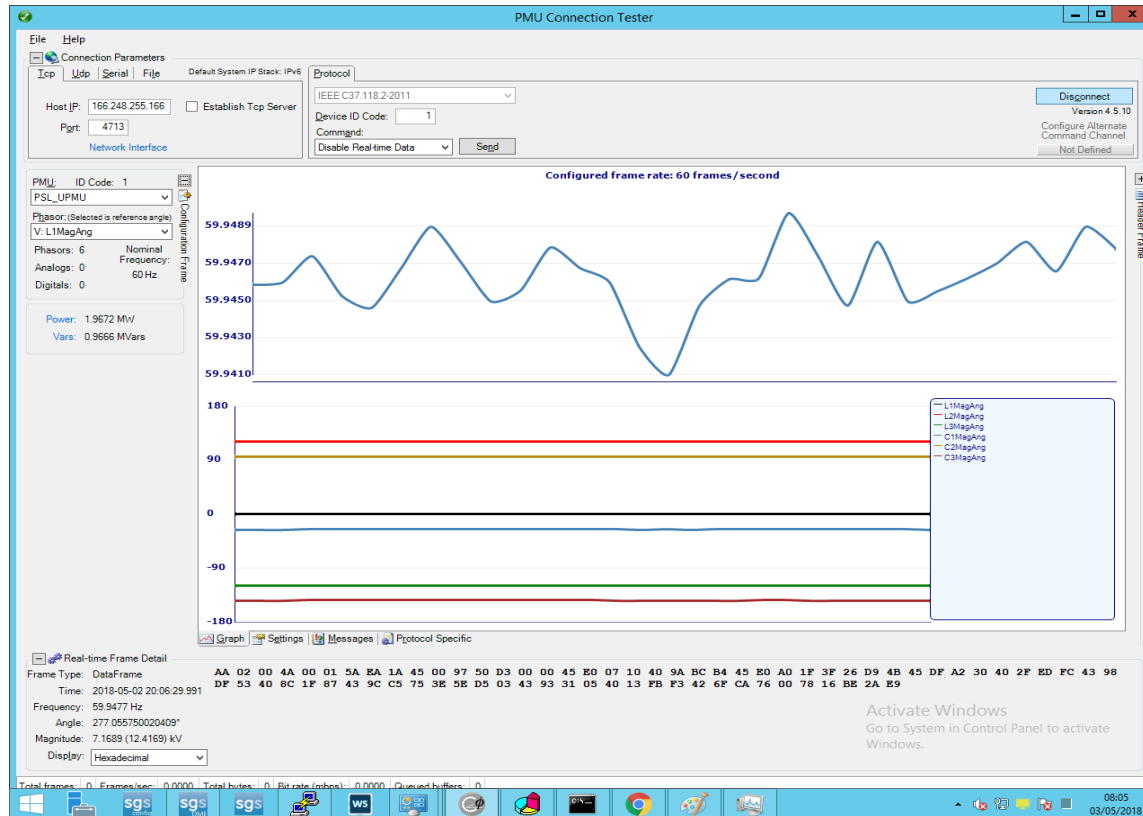 PMU Connection Tester
File Help
Connection Parameters
Tcp Udp Serial File Default System IP Stack: IPv6 Protocol
IEEE C37.118.2-2011
Host IP: 166.248.255.166 Establish Tcp Server
Port: 4713
Network Interface
Device ID Code: 1
Command:
Disable Real-time Data Send
Disconnect
Version 4.5.10
Configure Alternate
Command Channel
Not Defined
PMU: ID Code: 1
PSL_UPMU
Phasor: (Selected is reference angle)
V: L1MagAng
Phasors: 6 Nominal
Analogs: 0 Frequency:
Digitals: 0 60 Hz
Configuration Frame
Power: 1.9672 MW
Vars: 0.9666 MVars
Configured frame rate: 60 frames/second
Header Frame
59.9489
59.9470
59.9450
59.9430
59.9410
180
90
0
-90
-180
L1MagAng
L2MagAng
L3MagAng
C1MagAng
C2MagAng
C3MagAng
Graph Settings Messages Protocol Specific
Real-time Frame Detail
Frame Type: DataFrame
Time: 2018-05-02 20:06:29.991
Frequency: 59.9477 Hz
Angle: 277.055750020409°
Magnitude: 7.1689 (12.4169) kV
Display: Hexadecimal
AA 02 00 4A 00 01 5A EA 1A 45 00 97 50 D3 00 00 45 E0 07 10 40 9A BC B4 45 E0 A0 1F 3F 26 D9 4B 45 DF A2 30 40 2F ED FC 43 98
DF 53 40 8C 1F 87 43 9C C5 75 3E 5E D5 03 43 93 31 05 40 13 FB F3 42 6F CA 76 00 78 16 BE 2A E9
Activate Windows
Go to System in Control Panel to activate
Windows.
Total frames: 0 Frames/sec: 0.0000 Total bytes: 0 Bit rate (mbps): 0.0000 Queued buffers: 0
sgs config
sgs PMU
sgs
WS
08:05
03/05/2018